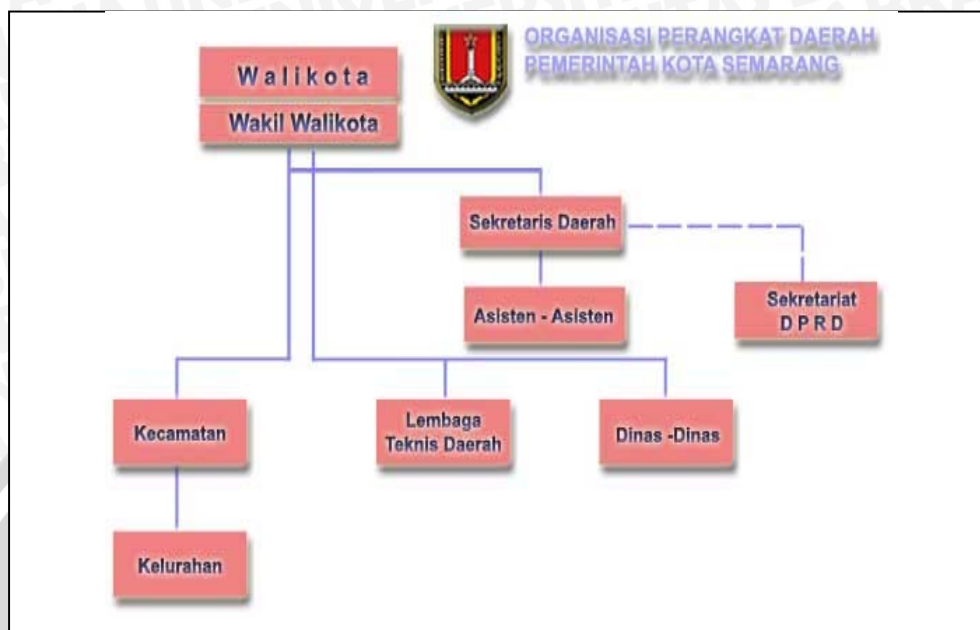 ORGANISASI PERANGKAT DAERAH
PEMERINTAH KOTA SEMARANG
Walikota
Wakil Walikota
Sekretaris Daerah
Asisten - Asisten
Sekretariat
DPRD
Kecamatan
Lembaga
Teknis Daerah
Dinas -Dinas
Kelurahan